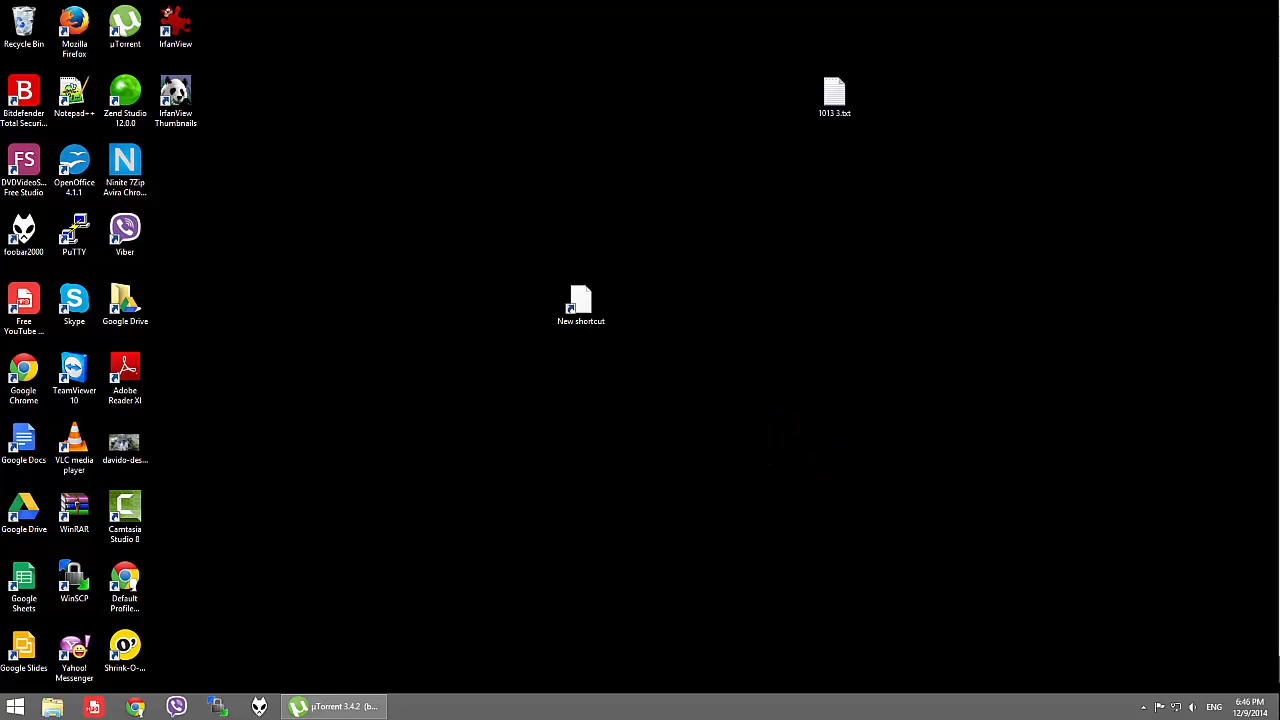 Recycle Bin
Mozilla
Firefox
µTorrent
IrfanView
Bitdefender
Total Securi...
Notepad++
Zend Studio
12.0.0
IrfanView
Thumbnails
1013 3.txt
DVDVideoS...
Free Studio
OpenOffice
4.1.1
Ninite 7Zip
Avira Chro...
foobar2000
PuTTY
Viber
Free
YouTube ...
Skype
Google Drive
New shortcut
Google
Chrome
TeamViewer
10
Adobe
Reader XI
Google Docs
VLC media
player
davido-des...
Google Drive
WinRAR
Camtasia
Studio 8
Google
Sheets
WinSCP
Default
Profile...
Google Slides
Yahoo!
Messenger
Shrink-O-...
µTorrent 3.4.2 (b...
ENG
6:46 PM
12/9/2014